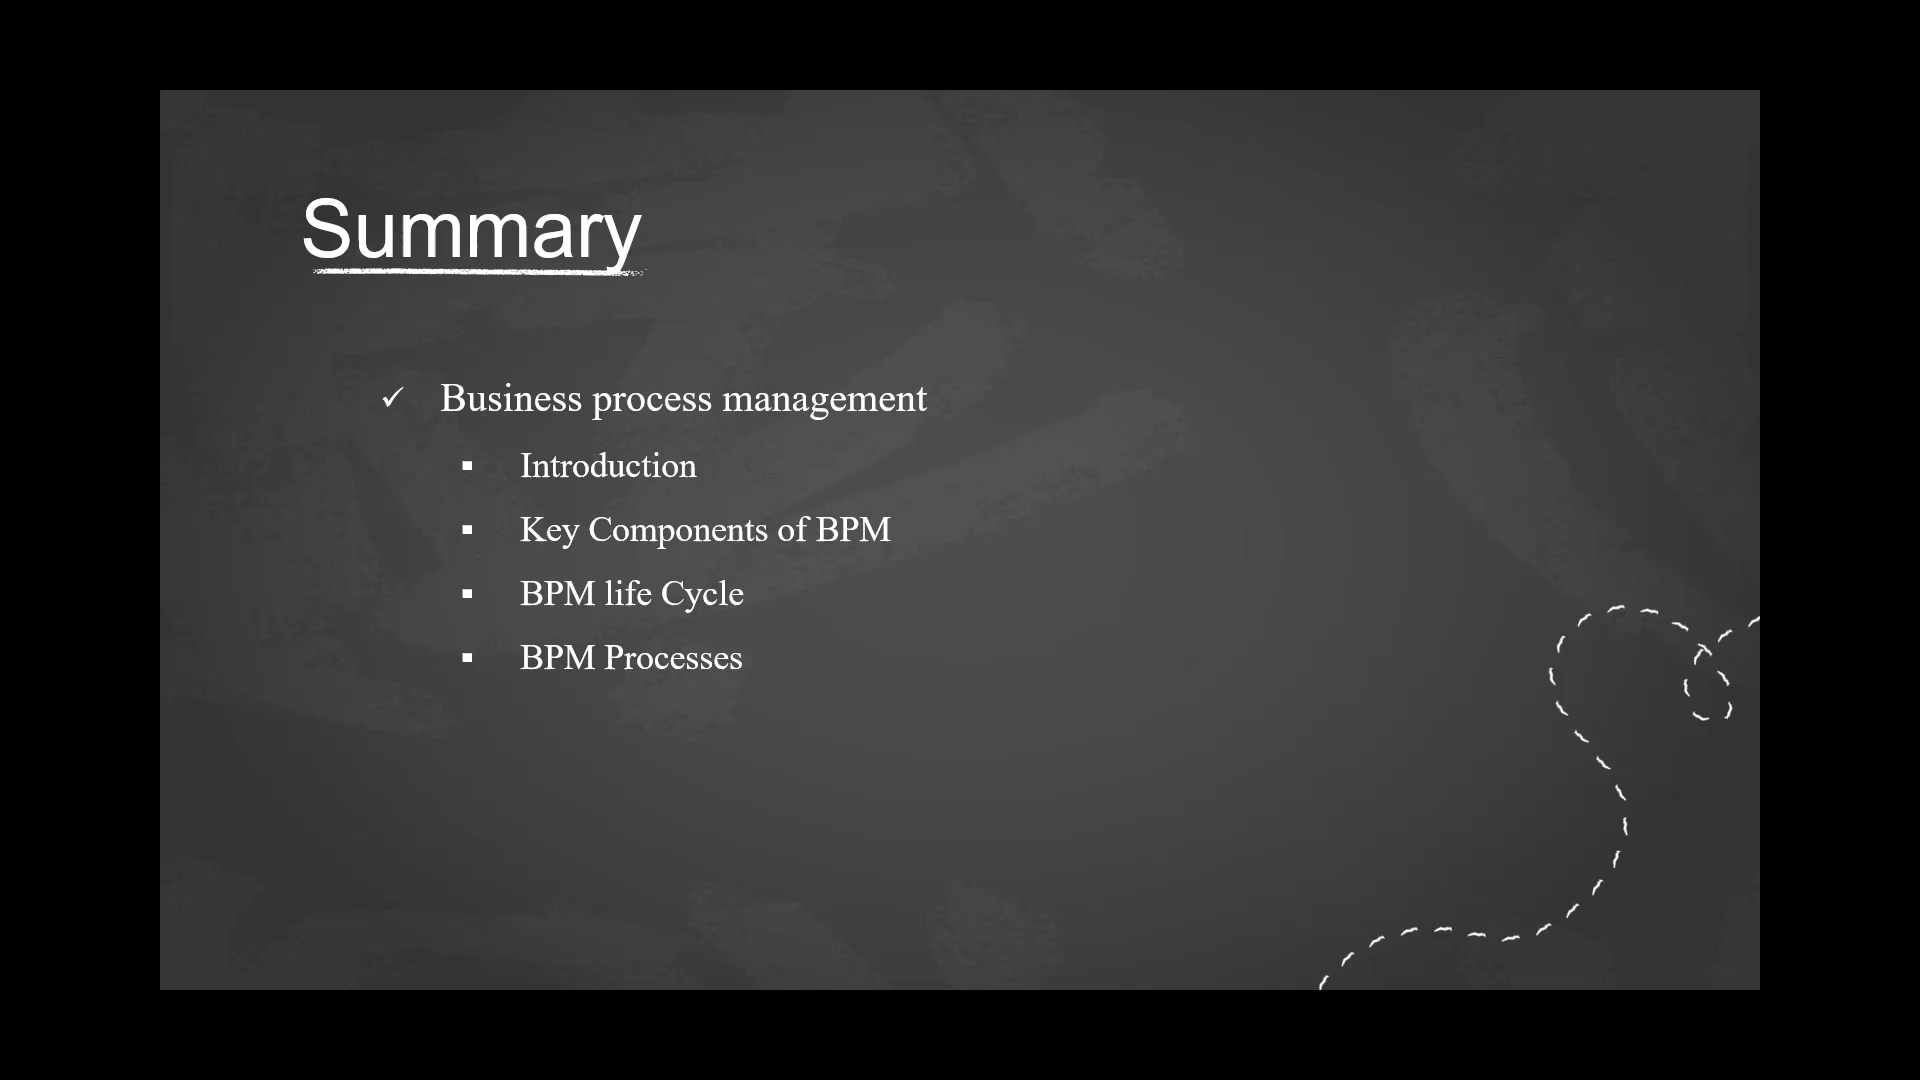 Summary
✓ Business process management
▪ Introduction
▪ Key Components of BPM
▪ BPM life Cycle
▪ BPM Processes